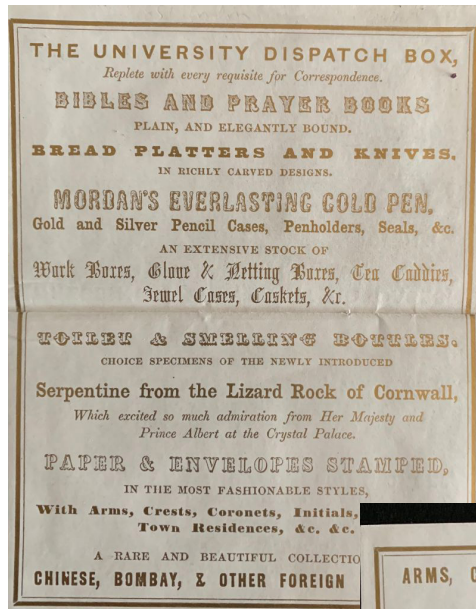 THE UNIVERSITY DISPATCH BOX,
Replete with every requisite for Correspondence.
BIBLES AND PRAYER BOOKS
PLAIN, AND ELEGANTLY BOUND.
BREAD PLATTERS AND KNIVES,
IN RICHLY CARVED DESIGNS.
MORDAN'S EVERLASTING GOLD PEN,
Gold and Silver Pencil Cases, Penholders, Seals, &c.
AN EXTENSIVE STOCK OF
Work Boxes, Glove & Netting Boxes, Tea Caddies,
Jewel Cases, Caskets, &c.
TOILET & SMELLING BOTTLES.
CHOICE SPECIMENS OF THE NEWLY INTRODUCED
Serpentine from the Lizard Rock of Cornwall,
Which excited so much admiration from Her Majesty and
Prince Albert at the Crystal Palace.
PAPER & ENVELOPES STAMPED,
IN THE MOST FASHIONABLE STYLES,
With Arms, Crests, Coronets, Initials,
Town Residences, &c. &c.
A RARE AND BEAUTIFUL
CHINESE, BOMBAY, & OTHER FOREIGN
ARMS,